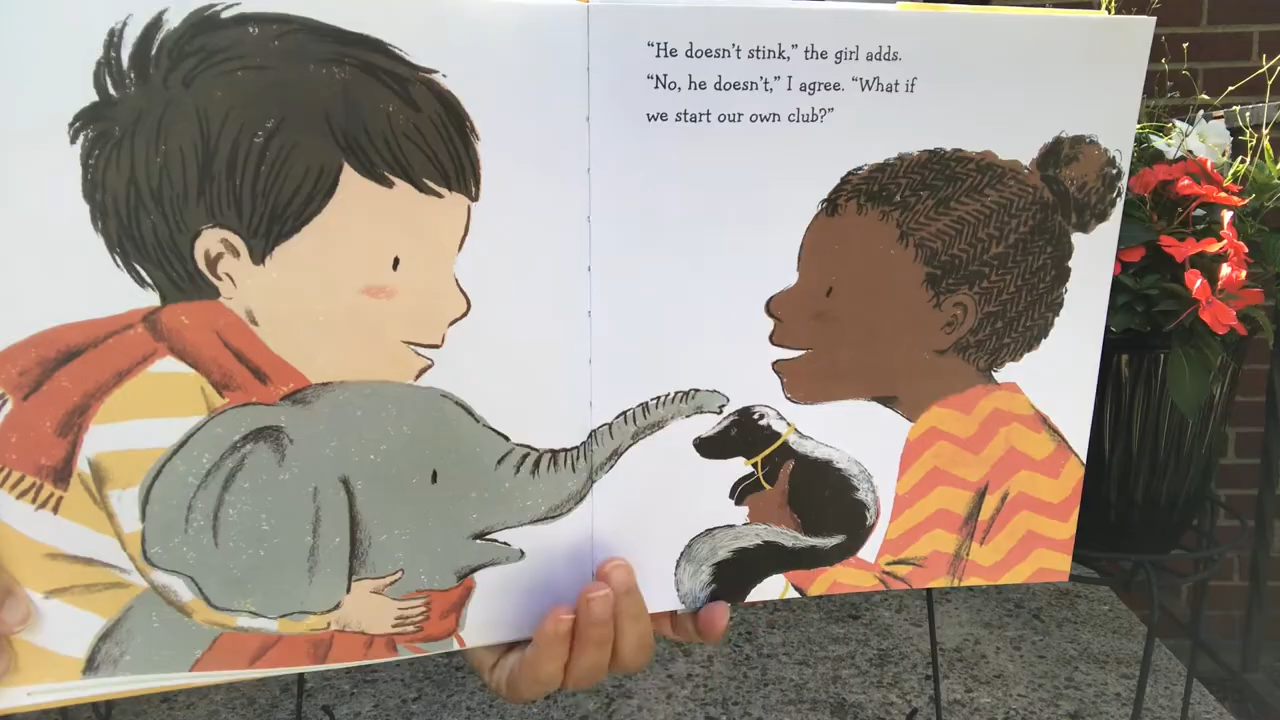 “He doesn’t stink,” the girl adds.
“No, he doesn’t,” I agree. “What if
we start our own club?”